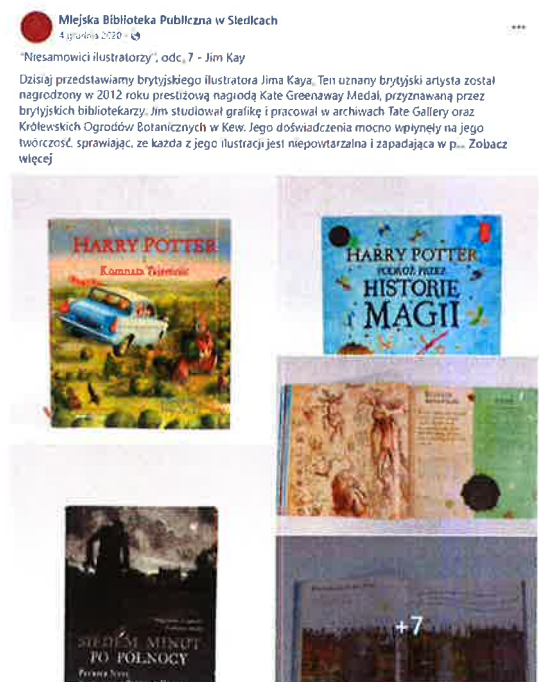 Miejska Biblioteka Publiczna w Siedlcach
4 grudnia 2020
"Niesamowici ilustratorzy", odc. 7 - Jim Kay
Dzisiaj przedstawiamy brytyjskiego ilustratora Jima Kaya. Ten uznany brytyjski artysta został
nagrodzony w 2012 roku prestiżową nagrodą Kate Greenaway Medal, przyznawaną przez
brytyjskich bibliotekarzy. Jim studiował grafikę i pracował w archiwach Tate Gallery oraz
Królewskich Ogrodów Botanicznych w Kew. Jego doświadczenia mocno wpłynęły na jego
twórczość, sprawiając, że każda z jego ilustracji jest niepowtarzalna i zapadająca w p... Zobacz
więcej
HARRY POTTER
i
Komnata Tajemnic
HARRY POTTER
PODRÓŻ PRZEZ
HISTORIĘ
MAGII
SIEDEM MINUT
PO PÓŁNOCY
PATRICK NESS
+7